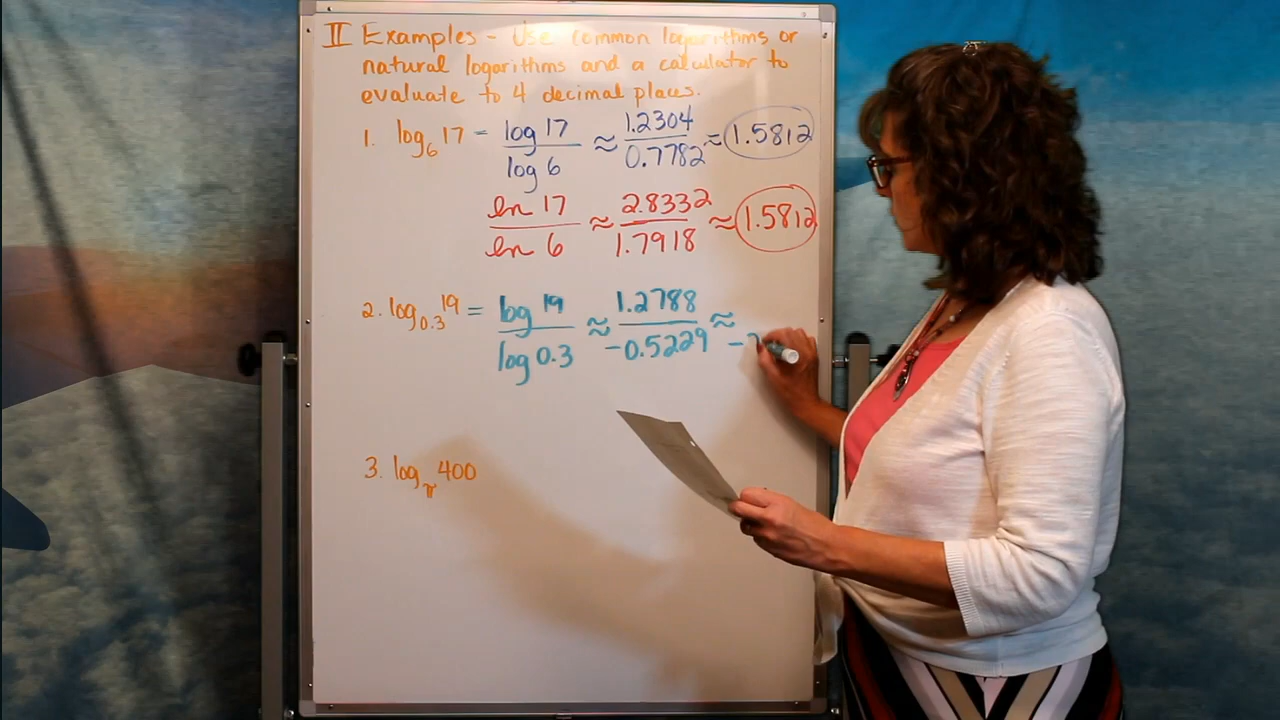 II Examples - Use common logarithms or
natural logarithms and a calculator to
evaluate to 4 decimal places.
1. log₆ 17 = log 17 / log 6 ≈ 1.2304 / 0.7782 ≈ 1.5812
ln 17 / ln 6 ≈ 2.8332 / 1.7918 ≈ 1.5812
2. log₀.₃ 19 = log 19 / log 0.3 ≈ 1.2788 / -0.5229 ≈ -
3. log_π 400